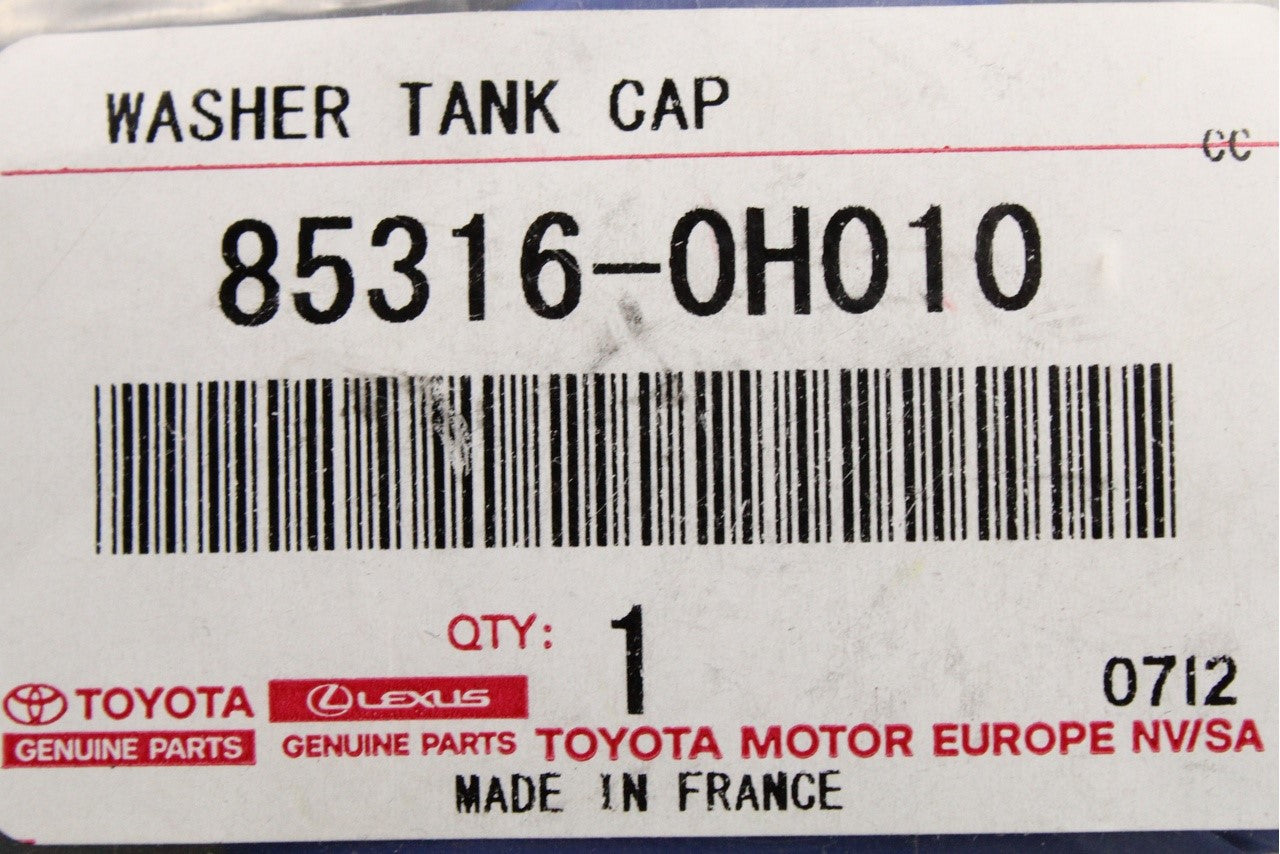 WASHER TANK CAP
CC
85316-0H010
QTY: 1
0712
TOYOTA
GENUINE PARTS
LEXUS
GENUINE PARTS
TOYOTA MOTOR EUROPE NV/SA
MADE IN FRANCE